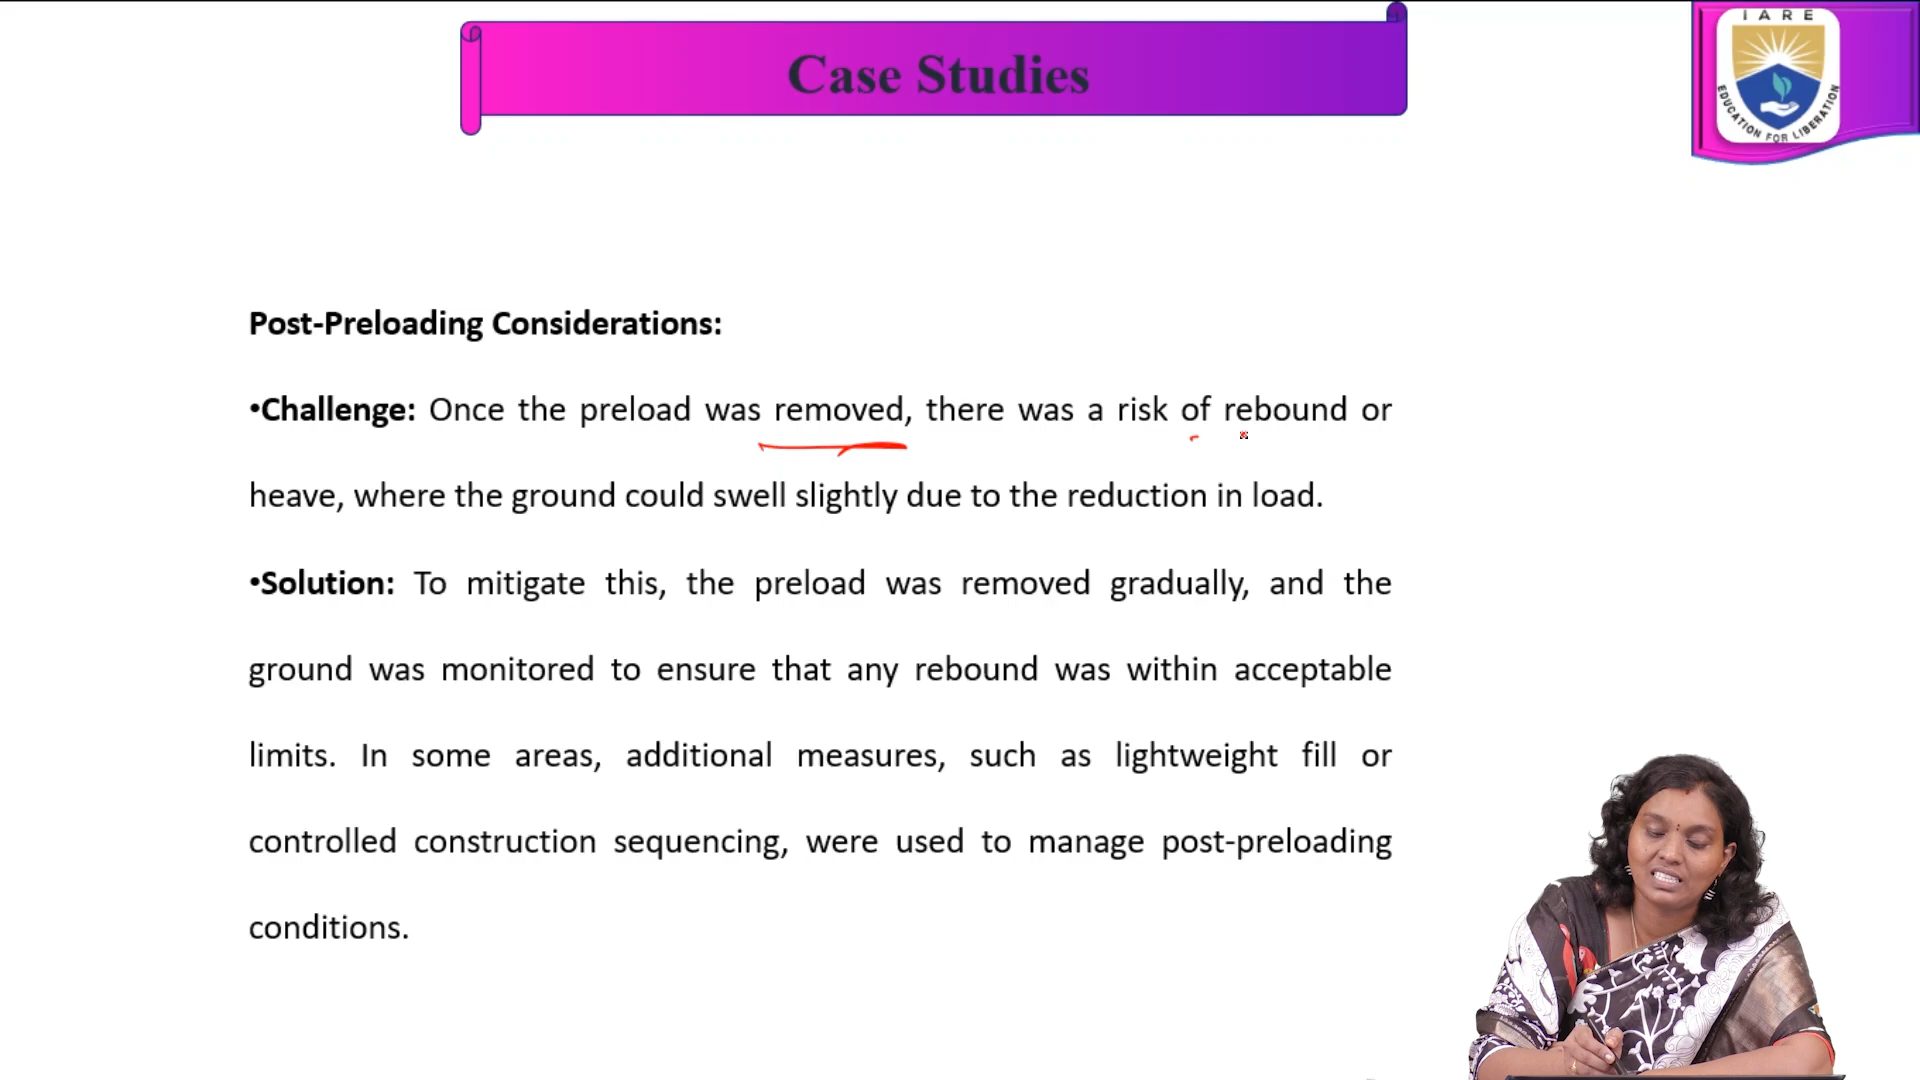 Case Studies
IARE
EDUCATION FOR LIBERATION
Post-Preloading Considerations:
•Challenge: Once the preload was removed, there was a risk of rebound or
heave, where the ground could swell slightly due to the reduction in load.
•Solution: To mitigate this, the preload was removed gradually, and the
ground was monitored to ensure that any rebound was within acceptable
limits. In some areas, additional measures, such as lightweight fill or
controlled construction sequencing, were used to manage post-preloading
conditions.